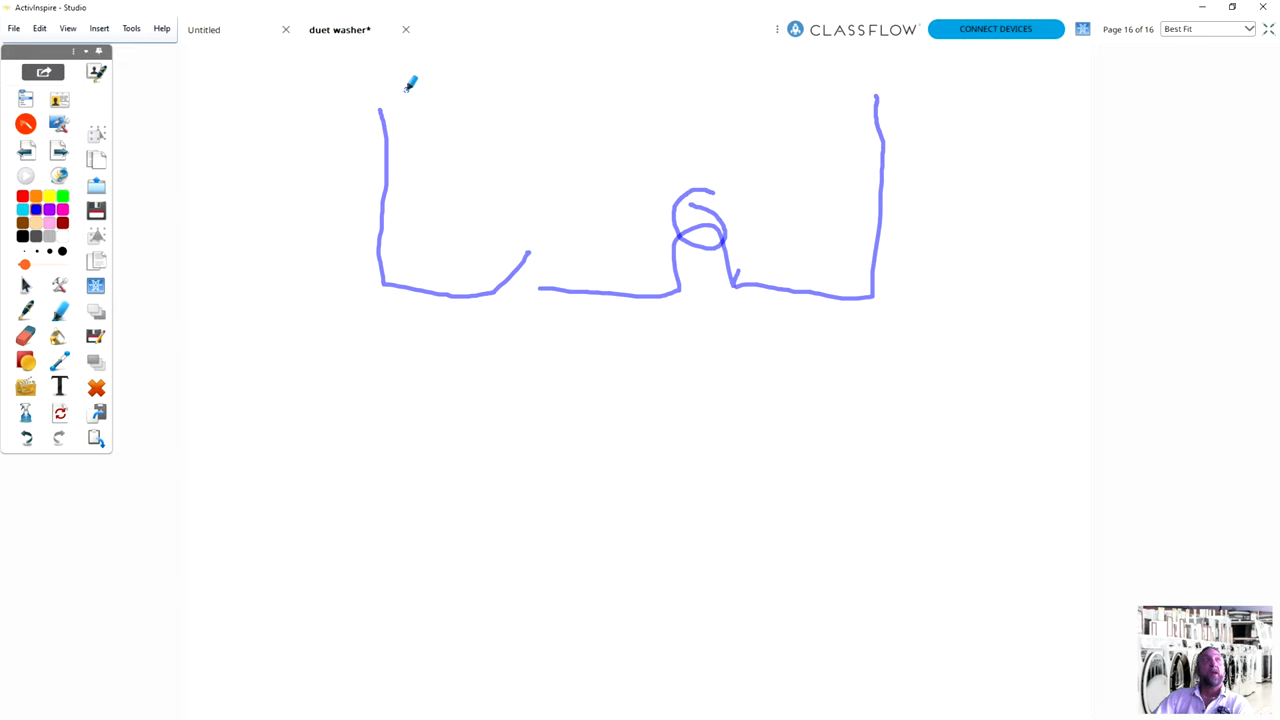 ActivInspire - Studio
File Edit View Insert Tools Help
Untitled
duet washer*
CLASSFLOW
CONNECT DEVICES
Page 16 of 16
Best Fit
T